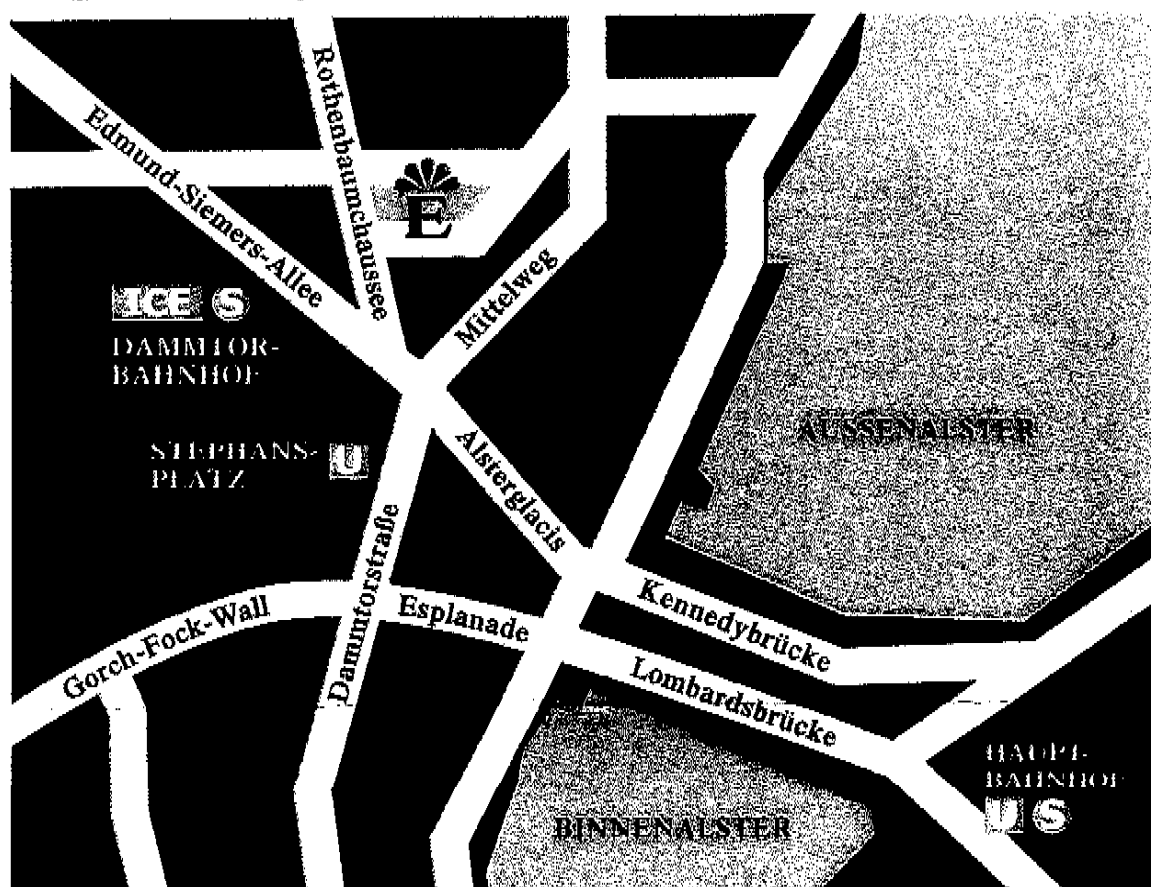 Rothenbaumchaussee
Edmund-Siemers-Allee
E
Mittelweg
ICE S
DAMMTOR-
BAHNHOF
AUSSENALSTER
STEPHANS-
PLATZ
U
Alsterglacis
Dammtorstraße
Gorch-Fock-Wall
Esplanade
Kennedybrücke
Lombardsbrücke
HAUPT-
BAHNHOF
U S
BINNENALSTER